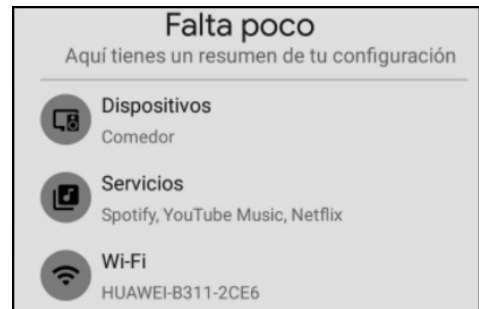 Falta poco
Aquí tienes un resumen de tu configuración
Dispositivos
Comedor
Servicios
Spotify, YouTube Music, Netflix
Wi-Fi
HUAWEI-B311-2CE6